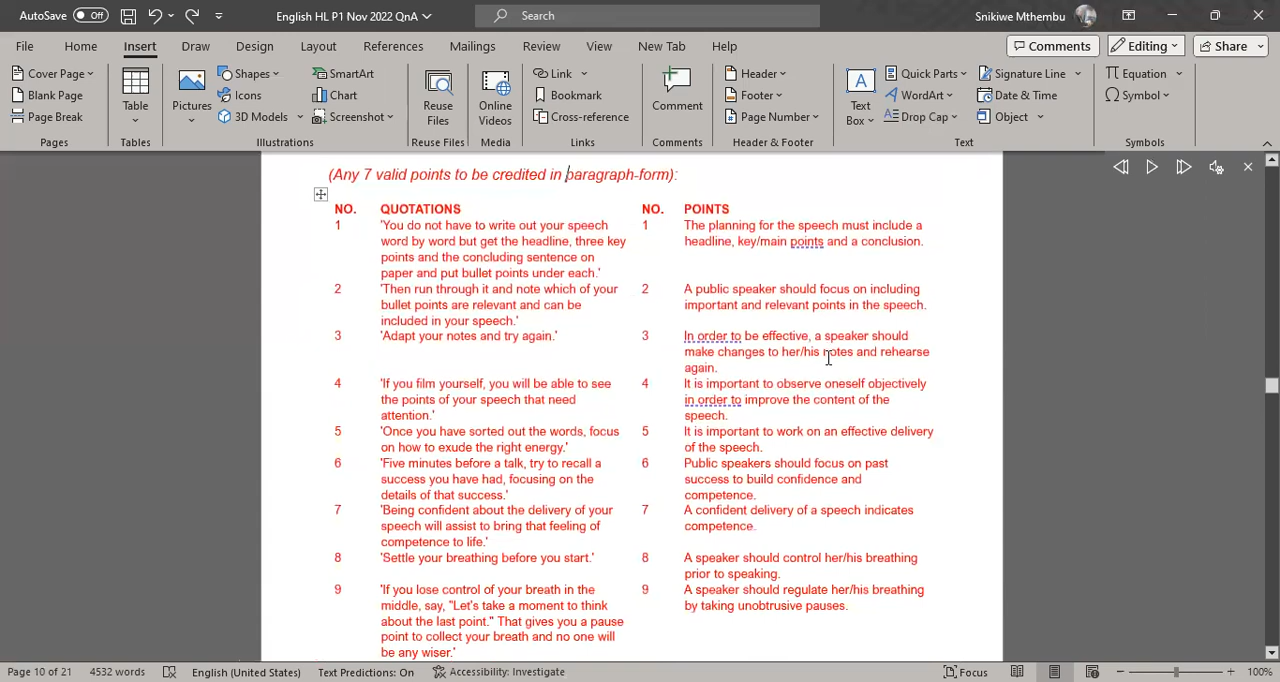 AutoSave Off English HL P1 Nov 2022 QnA Search Snikiwe Mthembu
File Home Insert Draw Design Layout References Mailings Review View New Tab Help Comments Editing Share
Cover Page
Blank Page
Page Break
Pages
Table
Tables
Pictures
Shapes
Icons
3D Models
SmartArt
Chart
Screenshot
Illustrations
Reuse
Files
Reuse Files
Online
Videos
Media
Link
Bookmark
Cross-reference
Links
Comment
Comments
Header
Footer
Page Number
Header & Footer
Text
Box
Quick Parts
WordArt
Drop Cap
Signature Line
Date & Time
Object
Text
Equation
Symbol
Symbols
(Any 7 valid points to be credited in paragraph-form):
NO. QUOTATIONS NO. POINTS
1 'You do not have to write out your speech
word by word but get the headline, three key
points and the concluding sentence on
paper and put bullet points under each.'
1 The planning for the speech must include a
headline, key/main points and a conclusion.
2 'Then run through it and note which of your
bullet points are relevant and can be
included in your speech.'
2 A public speaker should focus on including
important and relevant points in the speech.
3 'Adapt your notes and try again.'
3 In order to be effective, a speaker should
make changes to her/his notes and rehearse
again.
4 'If you film yourself, you will be able to see
the points of your speech that need
attention.'
4 It is important to observe oneself objectively
in order to improve the content of the
speech.
5 'Once you have sorted out the words, focus
on how to exude the right energy.'
5 It is important to work on an effective delivery
of the speech.
6 'Five minutes before a talk, try to recall a
success you have had, focusing on the
details of that success.'
6 Public speakers should focus on past
success to build confidence and
competence.
7 'Being confident about the delivery of your
speech will assist to bring that feeling of
competence to life.'
7 A confident delivery of a speech indicates
competence.
8 'Settle your breathing before you start.'
8 A speaker should control her/his breathing
prior to speaking.
9 'If you lose control of your breath in the
middle, say, "Let's take a moment to think
about the last point." That gives you a pause
point to collect your breath and no one will
be any wiser.'
9 A speaker should regulate her/his breathing
by taking unobtrusive pauses.
Page 10 of 21 4532 words English (United States) Text Predictions: On Accessibility: Investigate Focus 100%